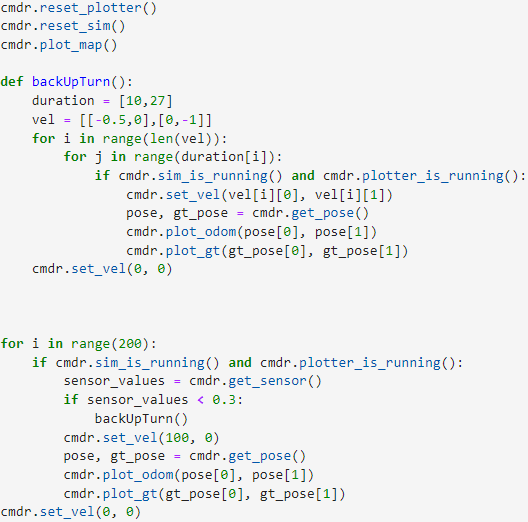 cmdr.reset_plotter()
cmdr.reset_sim()
cmdr.plot_map()

def backUpTurn():
    duration = [10,27]
    vel = [[-0.5,0],[0,-1]]
    for i in range(len(vel)):
        for j in range(duration[i]):
            if cmdr.sim_is_running() and cmdr.plotter_is_running():
                cmdr.set_vel(vel[i][0], vel[i][1])
                pose, gt_pose = cmdr.get_pose()
                cmdr.plot_odom(pose[0], pose[1])
                cmdr.plot_gt(gt_pose[0], gt_pose[1])
    cmdr.set_vel(0, 0)

for i in range(200):
    if cmdr.sim_is_running() and cmdr.plotter_is_running():
        sensor_values = cmdr.get_sensor()
        if sensor_values < 0.3:
            backUpTurn()
        cmdr.set_vel(100, 0)
        pose, gt_pose = cmdr.get_pose()
        cmdr.plot_odom(pose[0], pose[1])
        cmdr.plot_gt(gt_pose[0], gt_pose[1])
cmdr.set_vel(0, 0)